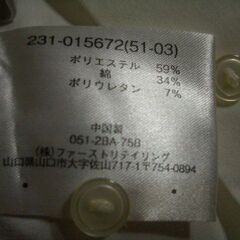 231-015672(51-03)
ポリエステル 59%
綿 34%
ポリウレタン 7%
中国製
051-2BA-75B
(株)ファーストリテイリング
山口県山口市大字佐山717-1〒754-0894